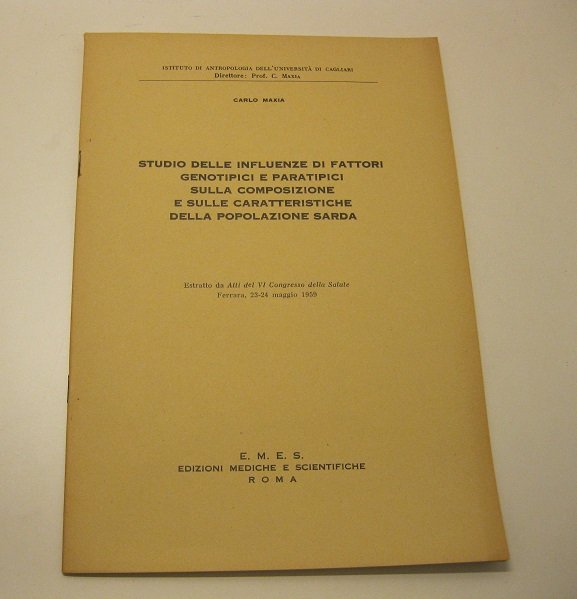 ISTITUTO DI ANTROPOLOGIA DELL'UNIVERSITÀ DI CAGLIARI
Direttore: Prof. C. MAXIA
CARLO MAXIA
STUDIO DELLE INFLUENZE DI FATTORI
GENOTIPICI E PARATIPICI
SULLA COMPOSIZIONE
E SULLE CARATTERISTICHE
DELLA POPOLAZIONE SARDA
Estratto da Atti del VI Congresso della Salute
Ferrara, 23-24 maggio 1959
E. M. E. S.
EDIZIONI MEDICHE E SCIENTIFICHE
ROMA